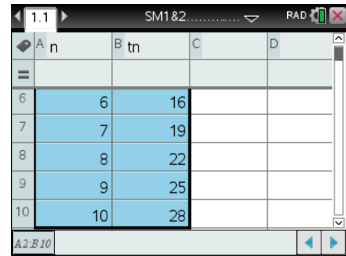 1.1 SM1&2............... RAD
A n B tn C D
=
6 6 16
7 7 19
8 8 22
9 9 25
10 10 28
A2:B10